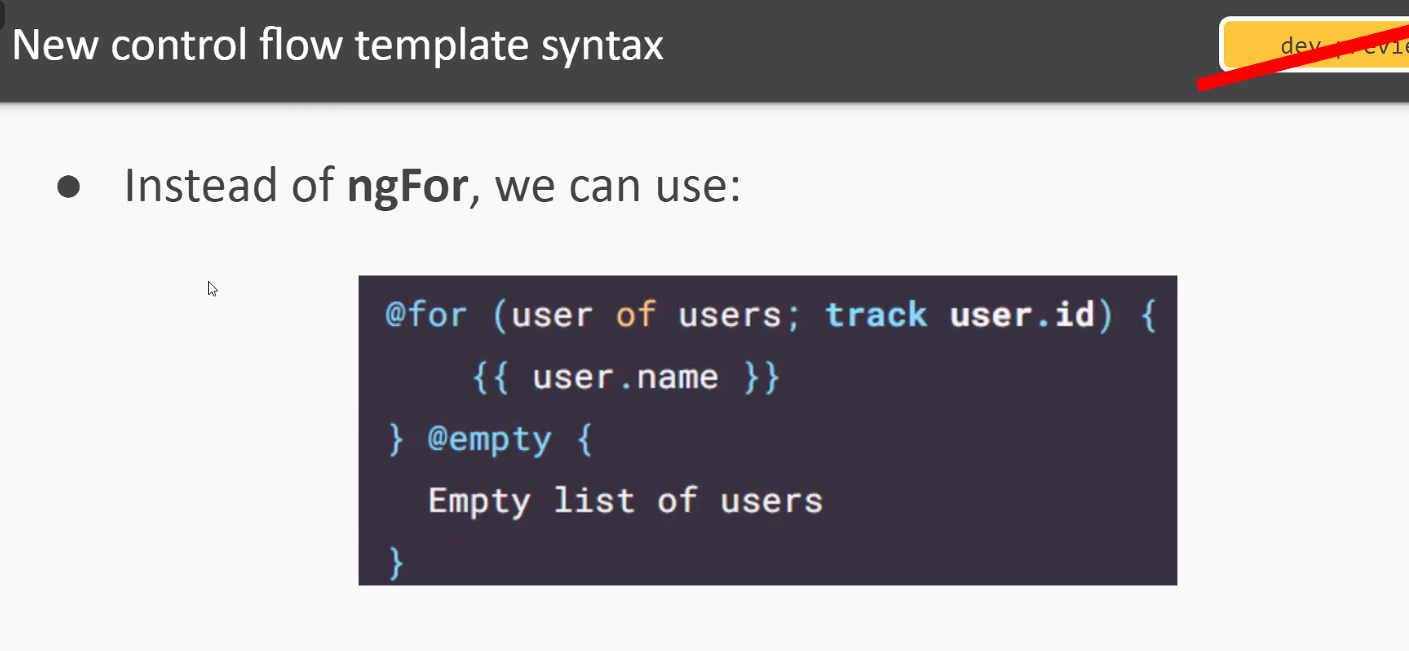 New control flow template syntax
dev
● Instead of ngFor, we can use:
@for (user of users; track user.id) {
{{ user.name }}
} @empty {
Empty list of users
}